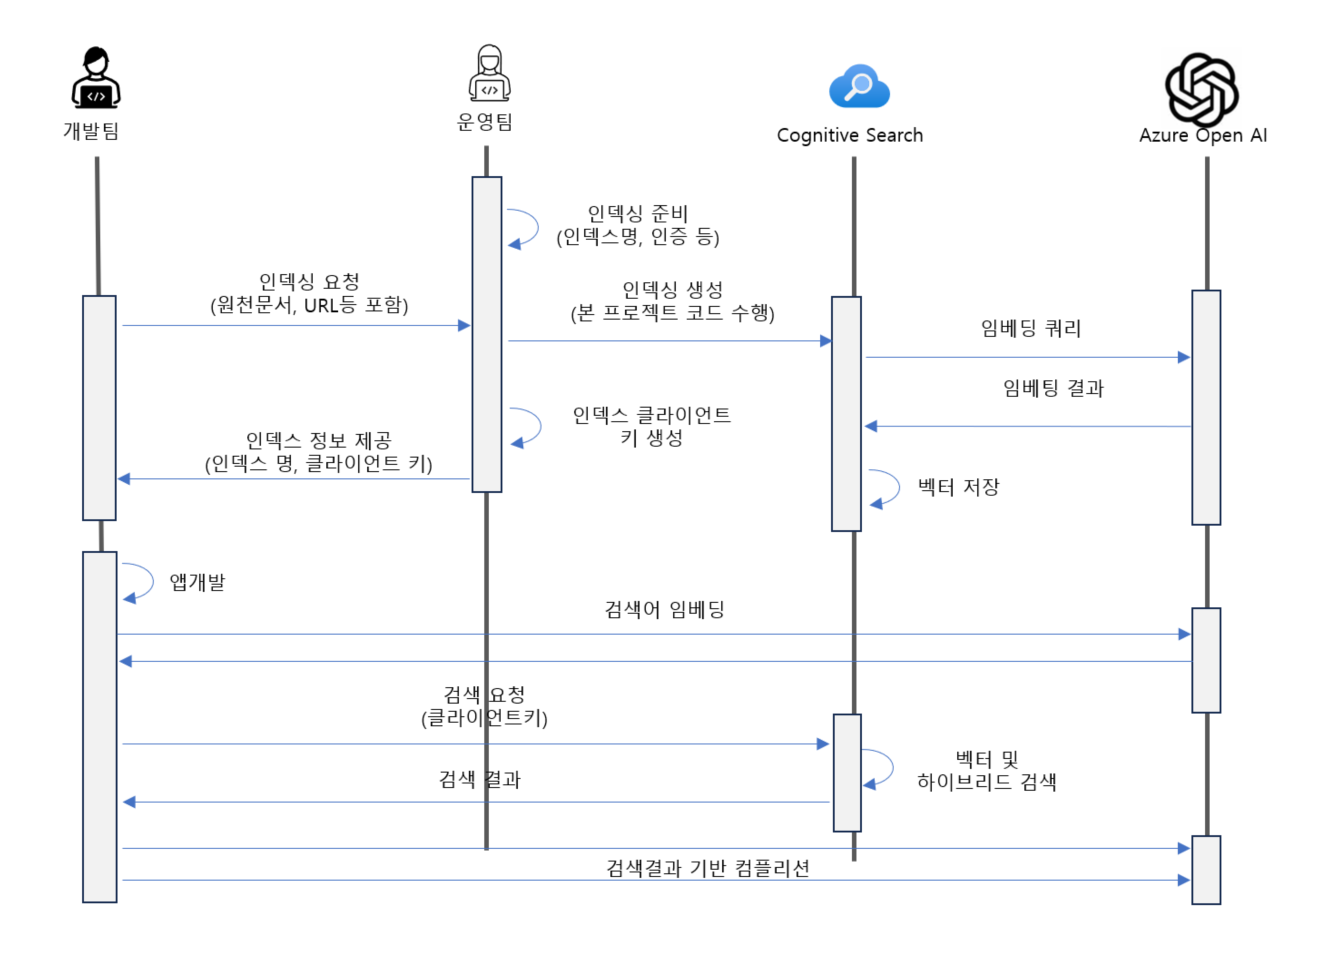 개발팀
운영팀
Cognitive Search
Azure Open AI
인덱싱 준비
(인덱스명, 인증 등)
인덱싱 요청
(원천문서, URL등 포함)
인덱싱 생성
(본 프로젝트 코드 수행)
임베딩 쿼리
임베팅 결과
인덱스 클라이언트
키 생성
인덱스 정보 제공
(인덱스 명, 클라이언트 키)
벡터 저장
앱개발
검색어 임베딩
검색 요청
(클라이언트키)
벡터 및
하이브리드 검색
검색 결과
검색결과 기반 컴플리션